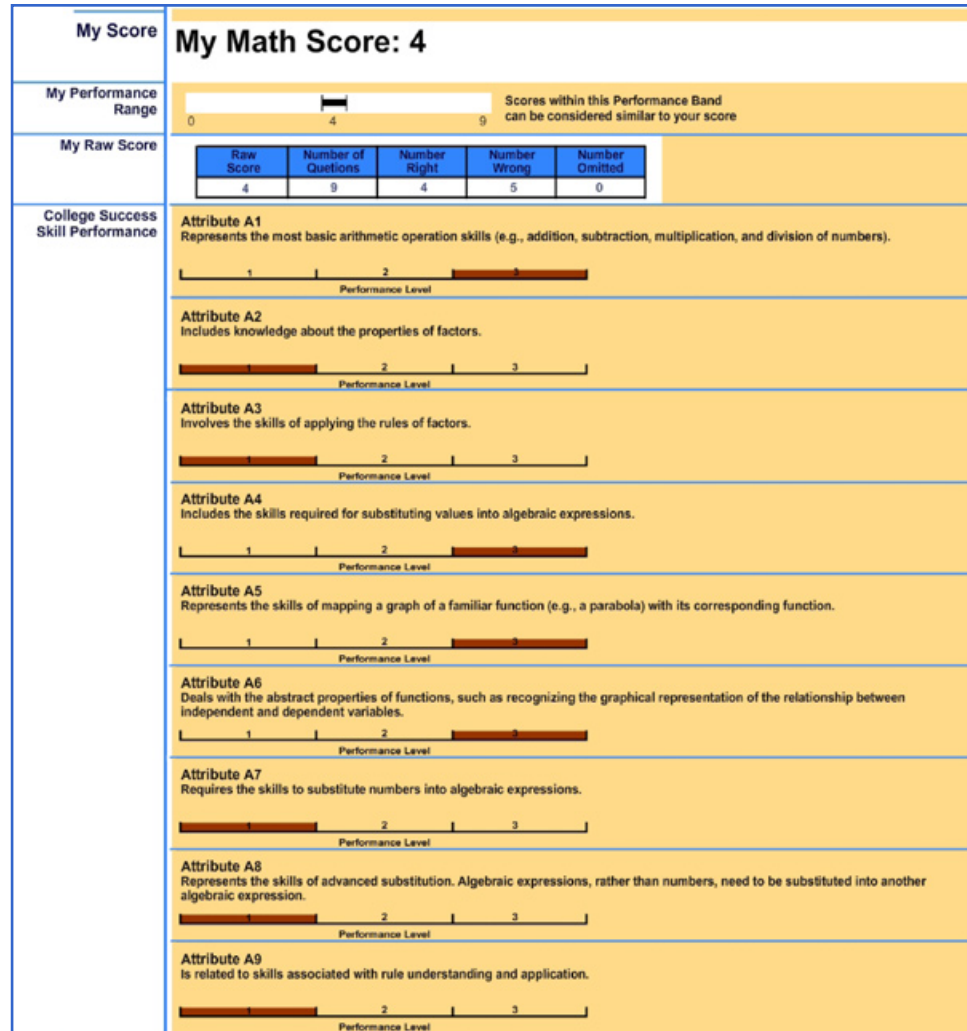 My Score
My Math Score: 4
My Performance
Range
Scores within this Performance Band
can be considered similar to your score
0 4 9
My Raw Score
Raw
Score
Number of
Quetions
Number
Right
Number
Wrong
Number
Omitted
4 9 4 5 0
College Success
Skill Performance
Attribute A1
Represents the most basic arithmetic operation skills (e.g., addition, subtraction, multiplication, and division of numbers).
1 2 3
Performance Level
Attribute A2
Includes knowledge about the properties of factors.
1 2 3
Performance Level
Attribute A3
Involves the skills of applying the rules of factors.
1 2 3
Performance Level
Attribute A4
Includes the skills required for substituting values into algebraic expressions.
1 2 3
Performance Level
Attribute A5
Represents the skills of mapping a graph of a familiar function (e.g., a parabola) with its corresponding function.
1 2 3
Performance Level
Attribute A6
Deals with the abstract properties of functions, such as recognizing the graphical representation of the relationship between
independent and dependent variables.
1 2 3
Performance Level
Attribute A7
Requires the skills to substitute numbers into algebraic expressions.
1 2 3
Performance Level
Attribute A8
Represents the skills of advanced substitution. Algebraic expressions, rather than numbers, need to be substituted into another
algebraic expression.
1 2 3
Performance Level
Attribute A9
Is related to skills associated with rule understanding and application.
1 2 3
Performance Level